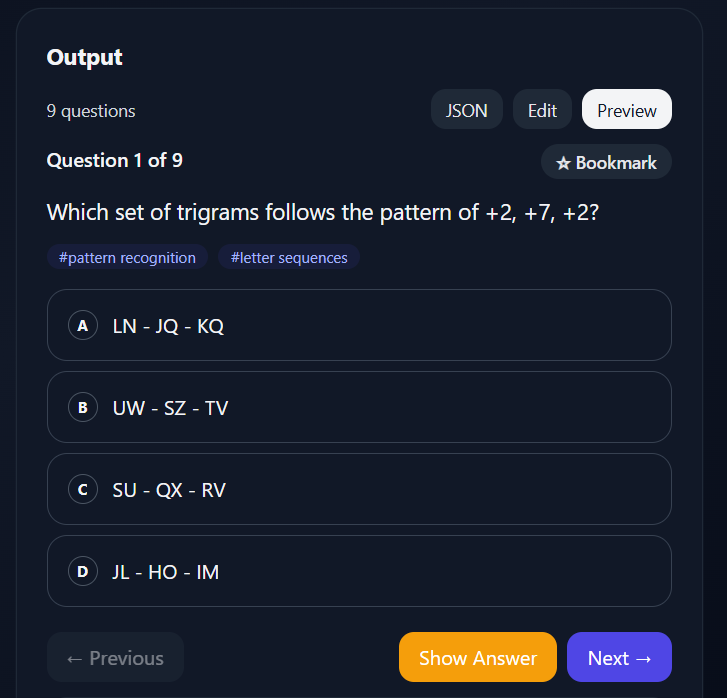 Output
9 questions
JSON
Edit
Preview
Question 1 of 9
☆ Bookmark
Which set of trigrams follows the pattern of +2, +7, +2?
#pattern recognition
#letter sequences
A LN - JQ - KQ
B UW - SZ - TV
C SU - QX - RV
D JL - HO - IM
← Previous
Show Answer
Next →